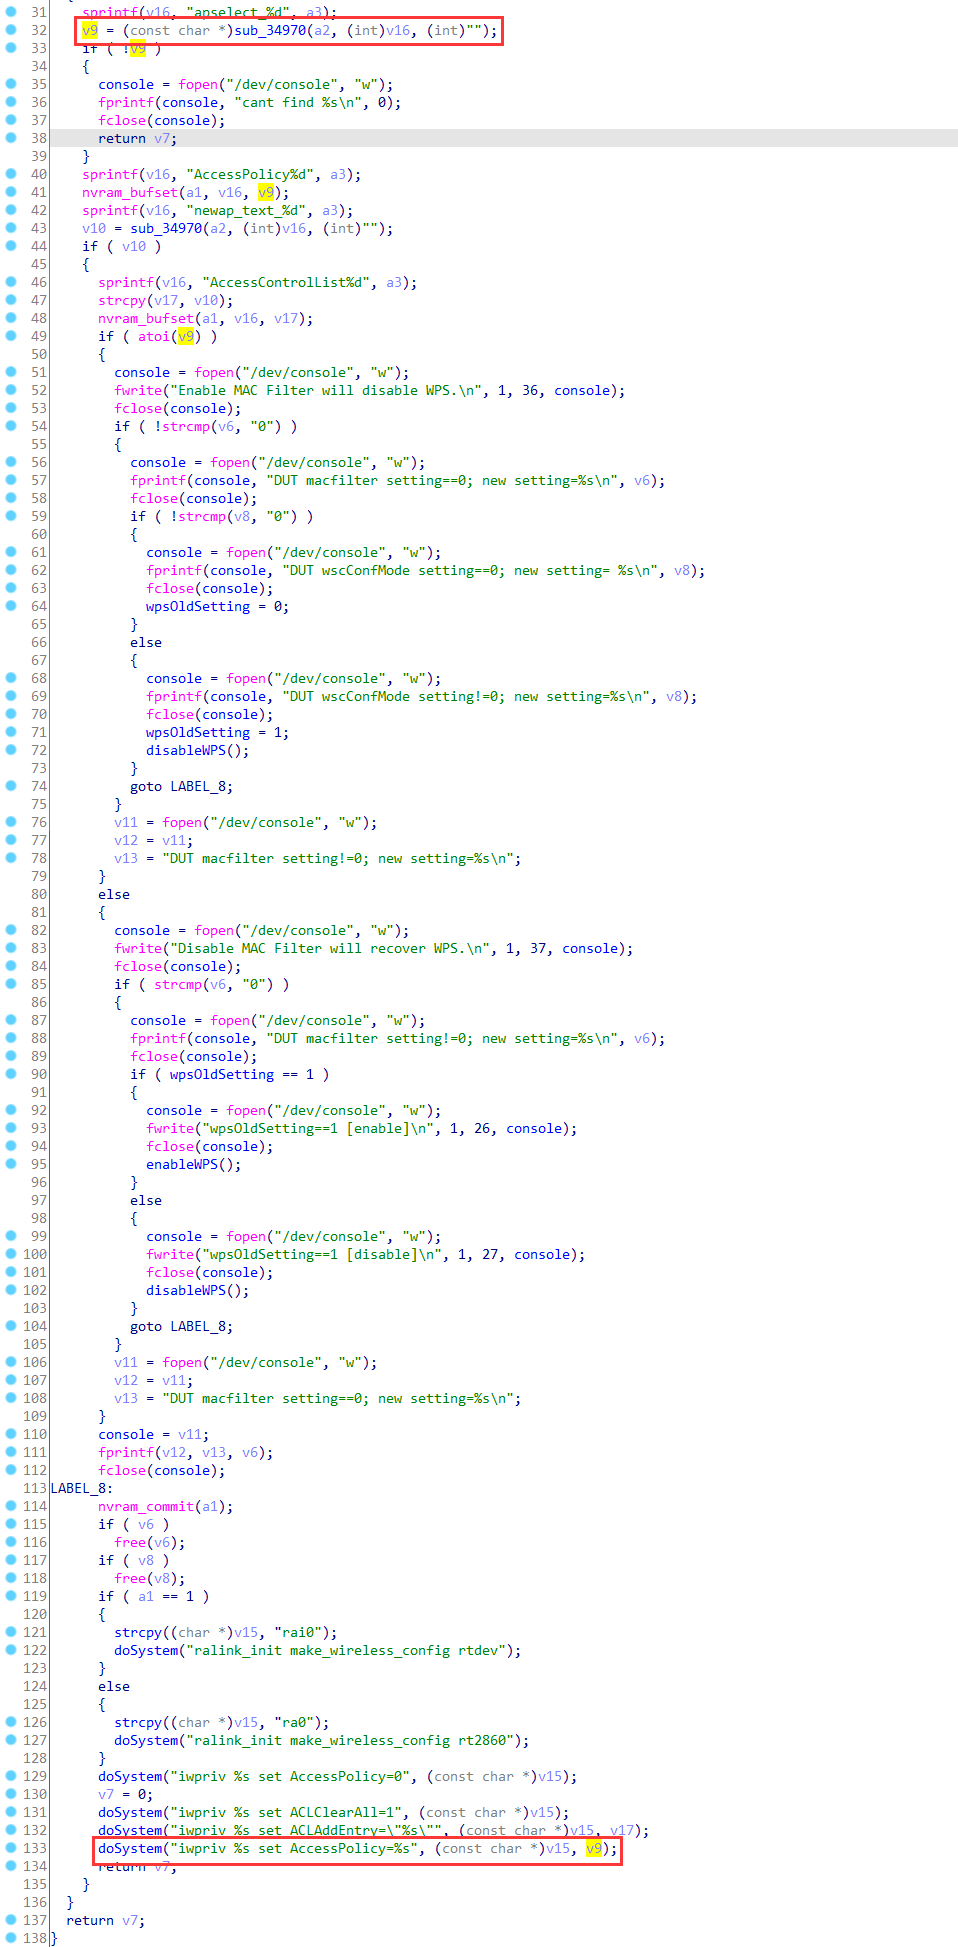 31 sprintf(v16, "apselect_%d", a3);
32 v9 = (const char *)sub_34970(a2, (int)v16, (int)"");
33 if ( !v9 )
34 {
35 console = fopen("/dev/console", "w");
36 fprintf(console, "cant find %s\n", 0);
37 fclose(console);
38 return v7;
39 }
40 sprintf(v16, "AccessPolicy%d", a3);
41 nvram_bufset(a1, v16, v9);
42 sprintf(v16, "newap_text_%d", a3);
43 v10 = sub_34970(a2, (int)v16, (int)"");
44 if ( v10 )
45 {
46 sprintf(v16, "AccessControlList%d", a3);
47 strcpy(v17, v10);
48 nvram_bufset(a1, v16, v17);
49 if ( atoi(v9) )
50 {
51 console = fopen("/dev/console", "w");
52 fwrite("Enable MAC Filter will disable WPS.\n", 1, 36, console);
53 fclose(console);
54 if ( !strcmp(v6, "0") )
55 {
56 console = fopen("/dev/console", "w");
57 fprintf(console, "DUT macfilter setting==0; new setting=%s\n", v6);
58 fclose(console);
59 if ( !strcmp(v8, "0") )
60 {
61 console = fopen("/dev/console", "w");
62 fprintf(console, "DUT wscConfMode setting==0; new setting= %s\n", v8);
63 fclose(console);
64 wpsOldSetting = 0;
65 }
66 else
67 {
68 console = fopen("/dev/console", "w");
69 fprintf(console, "DUT wscConfMode setting!=0; new setting=%s\n", v8);
70 fclose(console);
71 wpsOldSetting = 1;
72 disableWPS();
73 }
74 goto LABEL_8;
75 }
76 v11 = fopen("/dev/console", "w");
77 v12 = v11;
78 v13 = "DUT macfilter setting!=0; new setting=%s\n";
79 }
80 else
81 {
82 console = fopen("/dev/console", "w");
83 fwrite("Disable MAC Filter will recover WPS.\n", 1, 37, console);
84 fclose(console);
85 if ( strcmp(v6, "0") )
86 {
87 console = fopen("/dev/console", "w");
88 fprintf(console, "DUT macfilter setting!=0; new setting=%s\n", v6);
89 fclose(console);
90 if ( wpsOldSetting == 1 )
91 {
92 console = fopen("/dev/console", "w");
93 fwrite("wpsOldSetting==1 [enable]\n", 1, 26, console);
94 fclose(console);
95 enableWPS();
96 }
97 else
98 {
99 console = fopen("/dev/console", "w");
100 fwrite("wpsOldSetting==1 [disable]\n", 1, 27, console);
101 fclose(console);
102 disableWPS();
103 }
104 goto LABEL_8;
105 }
106 v11 = fopen("/dev/console", "w");
107 v12 = v11;
108 v13 = "DUT macfilter setting==0; new setting=%s\n";
109 }
110 console = v11;
111 fprintf(v12, v13, v6);
112 fclose(console);
113 LABEL_8:
114 nvram_commit(a1);
115 if ( v6 )
116 free(v6);
117 if ( v8 )
118 free(v8);
119 if ( a1 == 1 )
120 {
121 strcpy((char *)v15, "rai0");
122 doSystem("ralink_init make_wireless_config rtdev");
123 }
124 else
125 {
126 strcpy((char *)v15, "ra0");
127 doSystem("ralink_init make_wireless_config rt2860");
128 }
129 doSystem("iwpriv %s set AccessPolicy=0", (const char *)v15);
130 v7 = 0;
131 doSystem("iwpriv %s set ACLClearAll=1", (const char *)v15);
132 doSystem("iwpriv %s set ACLAddEntry=\"%s\"", (const char *)v15, v17);
133 doSystem("iwpriv %s set AccessPolicy=%s", (const char *)v15, v9);
134 return v7;
135 }
136 }
137 return v7;
138 }